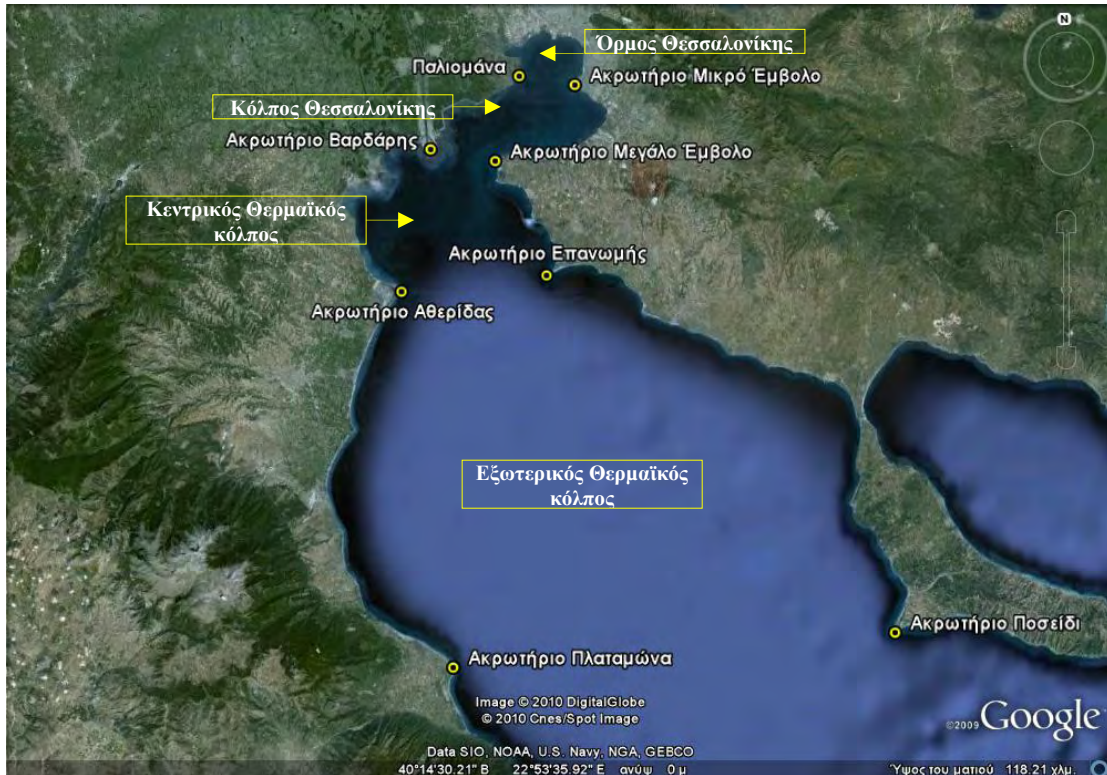 N
Όρμος Θεσσαλονίκης
Παλιομάνα
Ακρωτήριο Μικρό Έμβολο
Κόλπος Θεσσαλονίκης
Ακρωτήριο Βαρδάρης
Ακρωτήριο Μεγάλο Έμβολο
Κεντρικός Θερμαϊκός
κόλπος
Ακρωτήριο Επανωμής
Ακρωτήριο Αθερίδας
Εξωτερικός Θερμαϊκός
κόλπος
Ακρωτήριο Ποσείδι
Ακρωτήριο Πλαταμώνα
Image © 2010 DigitalGlobe
© 2010 Cnes/Spot Image
©2009 Google
Data SIO, NOAA, U.S. Navy, NGA, GEBCO
40°14'30.21" Β 22°53'35.92" Ε ανύψ 0 μ
Ύψος του ματιού 118.21 χλμ.